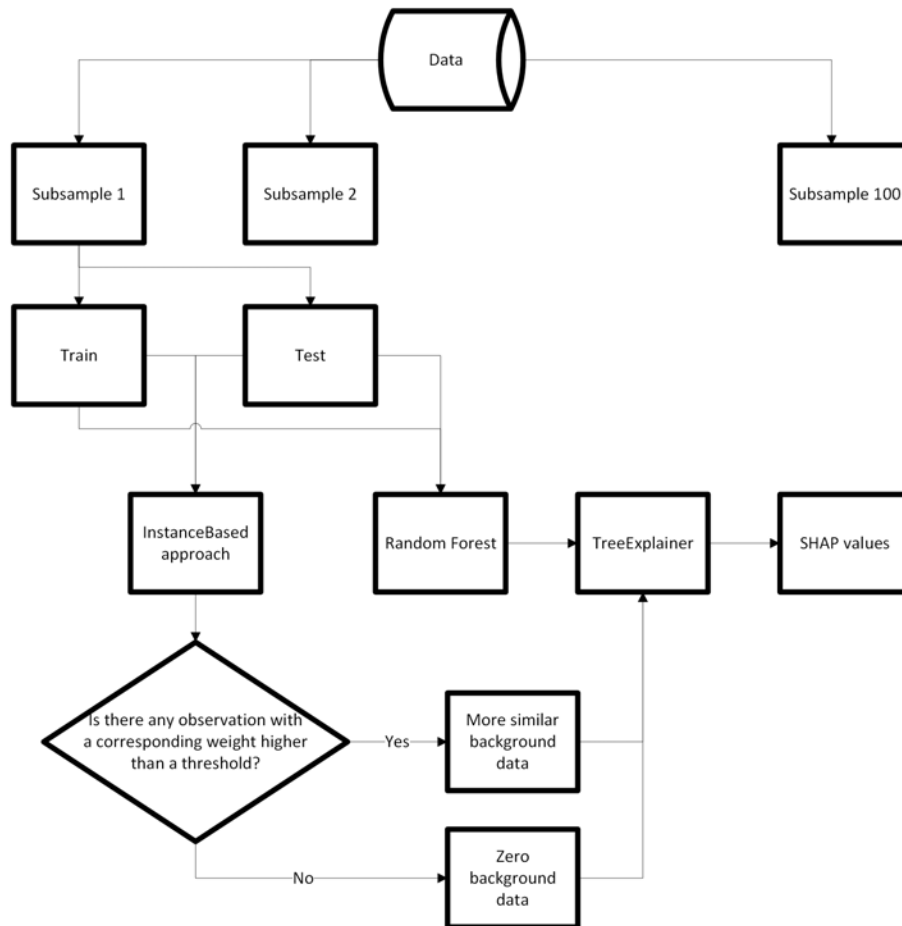 Data
Subsample 1
Subsample 2
Subsample 100
Train
Test
InstanceBased
approach
Random Forest
TreeExplainer
SHAP values
Is there any observation with
a corresponding weight higher
than a threshold?
Yes
More similar
background
data
No
Zero
background
data